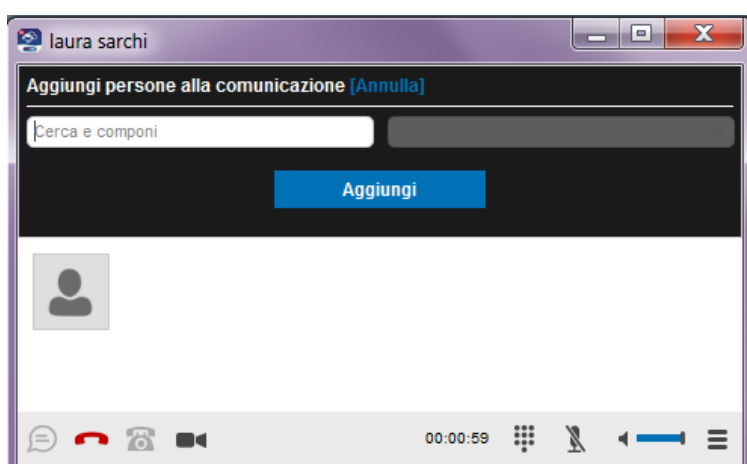 laura sarchi
Aggiungi persone alla comunicazione [Annulla]
Cerca e componi
Aggiungi
00:00:59